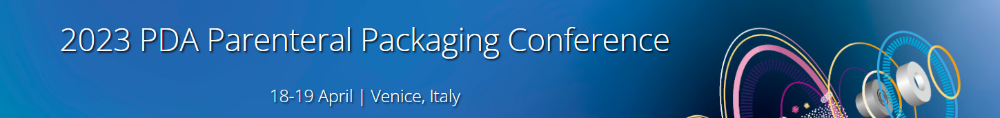 2023 PDA Parenteral Packaging Conference
18-19 April | Venice, Italy